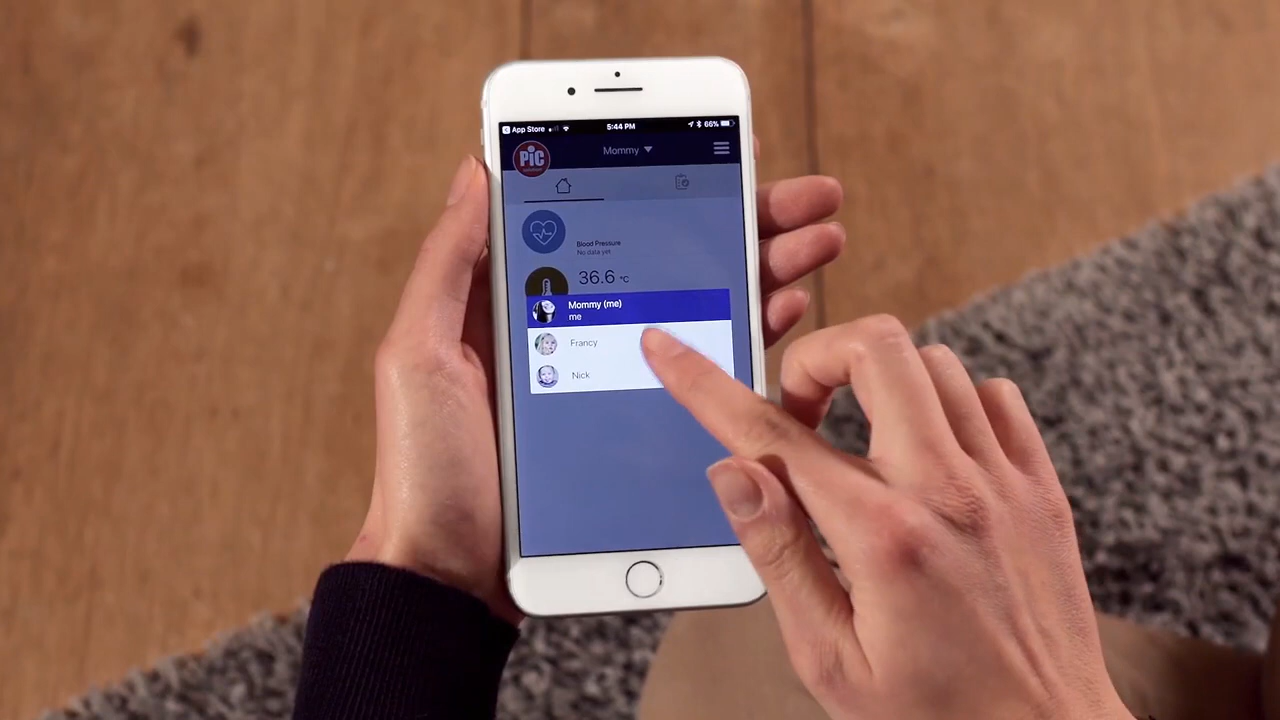 App Store
5:44 PM
66%
PiC
solution
Mommy
Blood Pressure
No data yet
36.6 °C
Mommy (me)
me
Francy
Nick